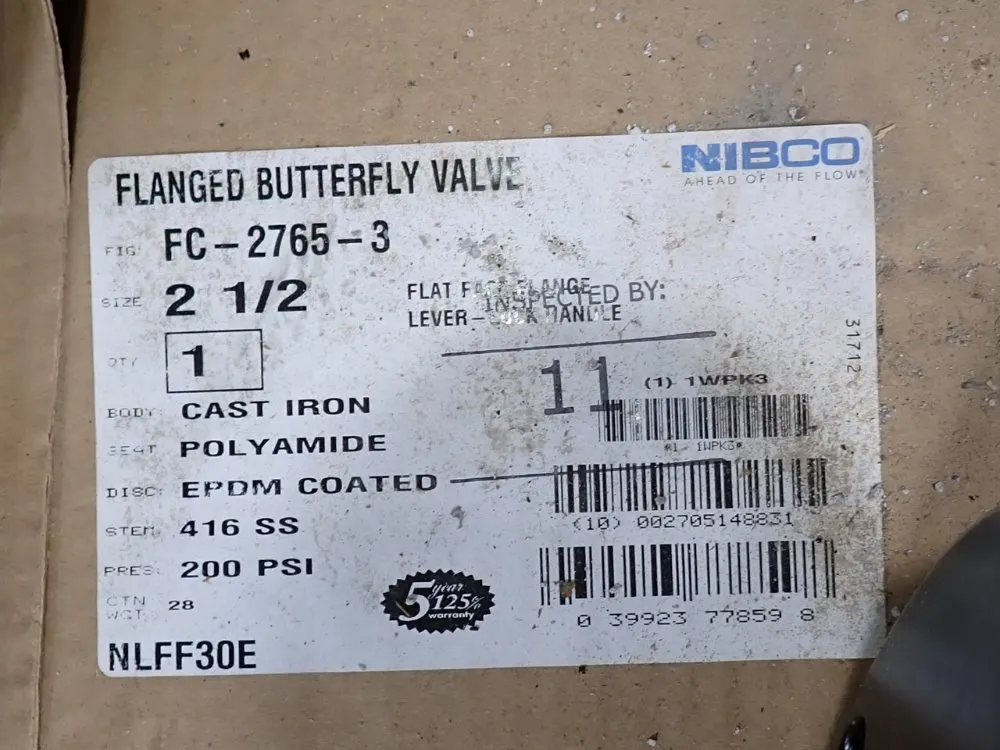 FLANGED BUTTERFLY VALVE
NIBCO
AHEAD OF THE FLOW
FIG: FC-2765-3
SIZE 2 1/2
FLAT FACE FLANGE
INSPECTED BY:
LEVER-LOCK HANDLE
31712
QTY 1
11
(1) 1WPK3
BODY: CAST IRON
*1 1WPK3*
SEAT POLYAMIDE
DISC: EPDM COATED
STEM: 416 SS
(10) 002705148831
PRES: 200 PSI
CTN
WGT: 28
5 year
125%
warranty
0 39923 77859 8
NLFF30E